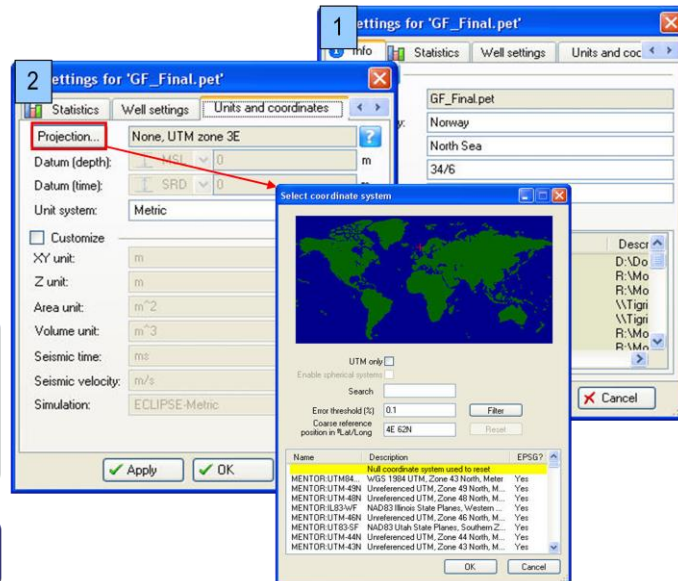 1
ettings for 'GF_Final.pet'
Info
Statistics
Well settings
Units and coc
GF_Final.pet
y:
Norway
North Sea
34/6
Descr
D:\Do
R:\Mo
R:\Mo
\\Tigri
\\Tigri
R:\Mo
R:\Mo
Cancel
2
ettings for 'GF_Final.pet'
Statistics
Well settings
Units and coordinates
Projection...
None, UTM zone 3E
?
Datum (depth):
MSL
0
m
Datum (time):
SRD
0
Unit system:
Metric
Customize
XY unit:
m
Z unit:
m
Area unit:
m^2
Volume unit:
m^3
Seismic time:
ms
Seismic velocity:
m/s
Simulation:
ECLIPSE-Metric
Apply
OK
Select coordinate system
UTM only
Enable spherical systems
Search
Error threshold (%)
0.1
Filter
Coarse reference
position in ºLat/Long
4E 62N
Reset
Name Description EPSG?
Null coordinate system used to reset
MENTOR:UTM84... WGS 1984 UTM, Zone 43 North, Meter Yes
MENTOR:UTM-49N Unreferenced UTM, Zone 49 North, M... Yes
MENTOR:UTM-48N Unreferenced UTM, Zone 48 North, M... Yes
MENTOR:IL83-WF NAD83 Illinois State Planes, Western ... Yes
MENTOR:UTM-46N Unreferenced UTM, Zone 46 North, M... Yes
MENTOR:UT83-SF NAD83 Utah State Planes, Southern Z... Yes
MENTOR:UTM-44N Unreferenced UTM, Zone 44 North, M... Yes
MENTOR:UTM-43N Unreferenced UTM, Zone 43 North, M... Yes
OK
Cancel